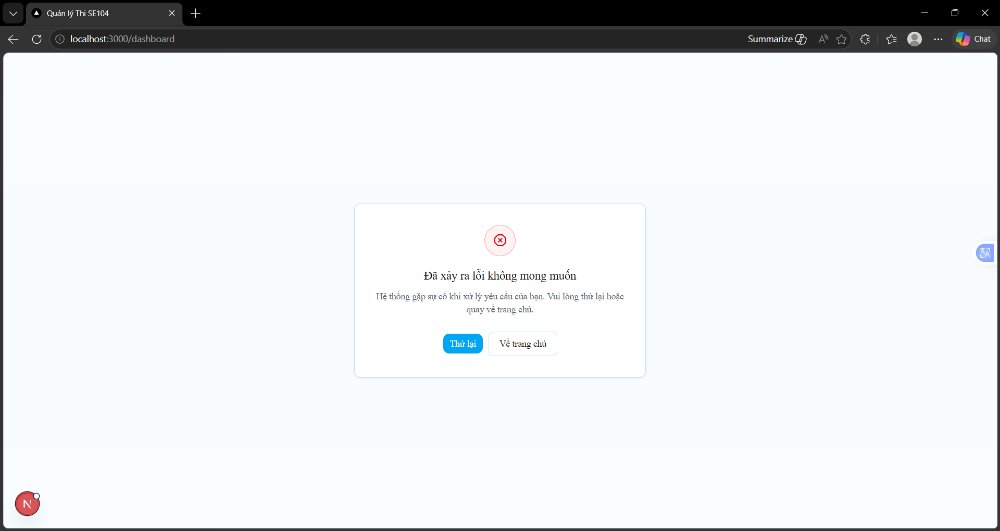 Quản lý Thi SE104
localhost:3000/dashboard
Summarize
Chat
Đã xảy ra lỗi không mong muốn
Hệ thống gặp sự cố khi xử lý yêu cầu của bạn. Vui lòng thử lại hoặc
quay về trang chủ.
Thử lại
Về trang chủ
N